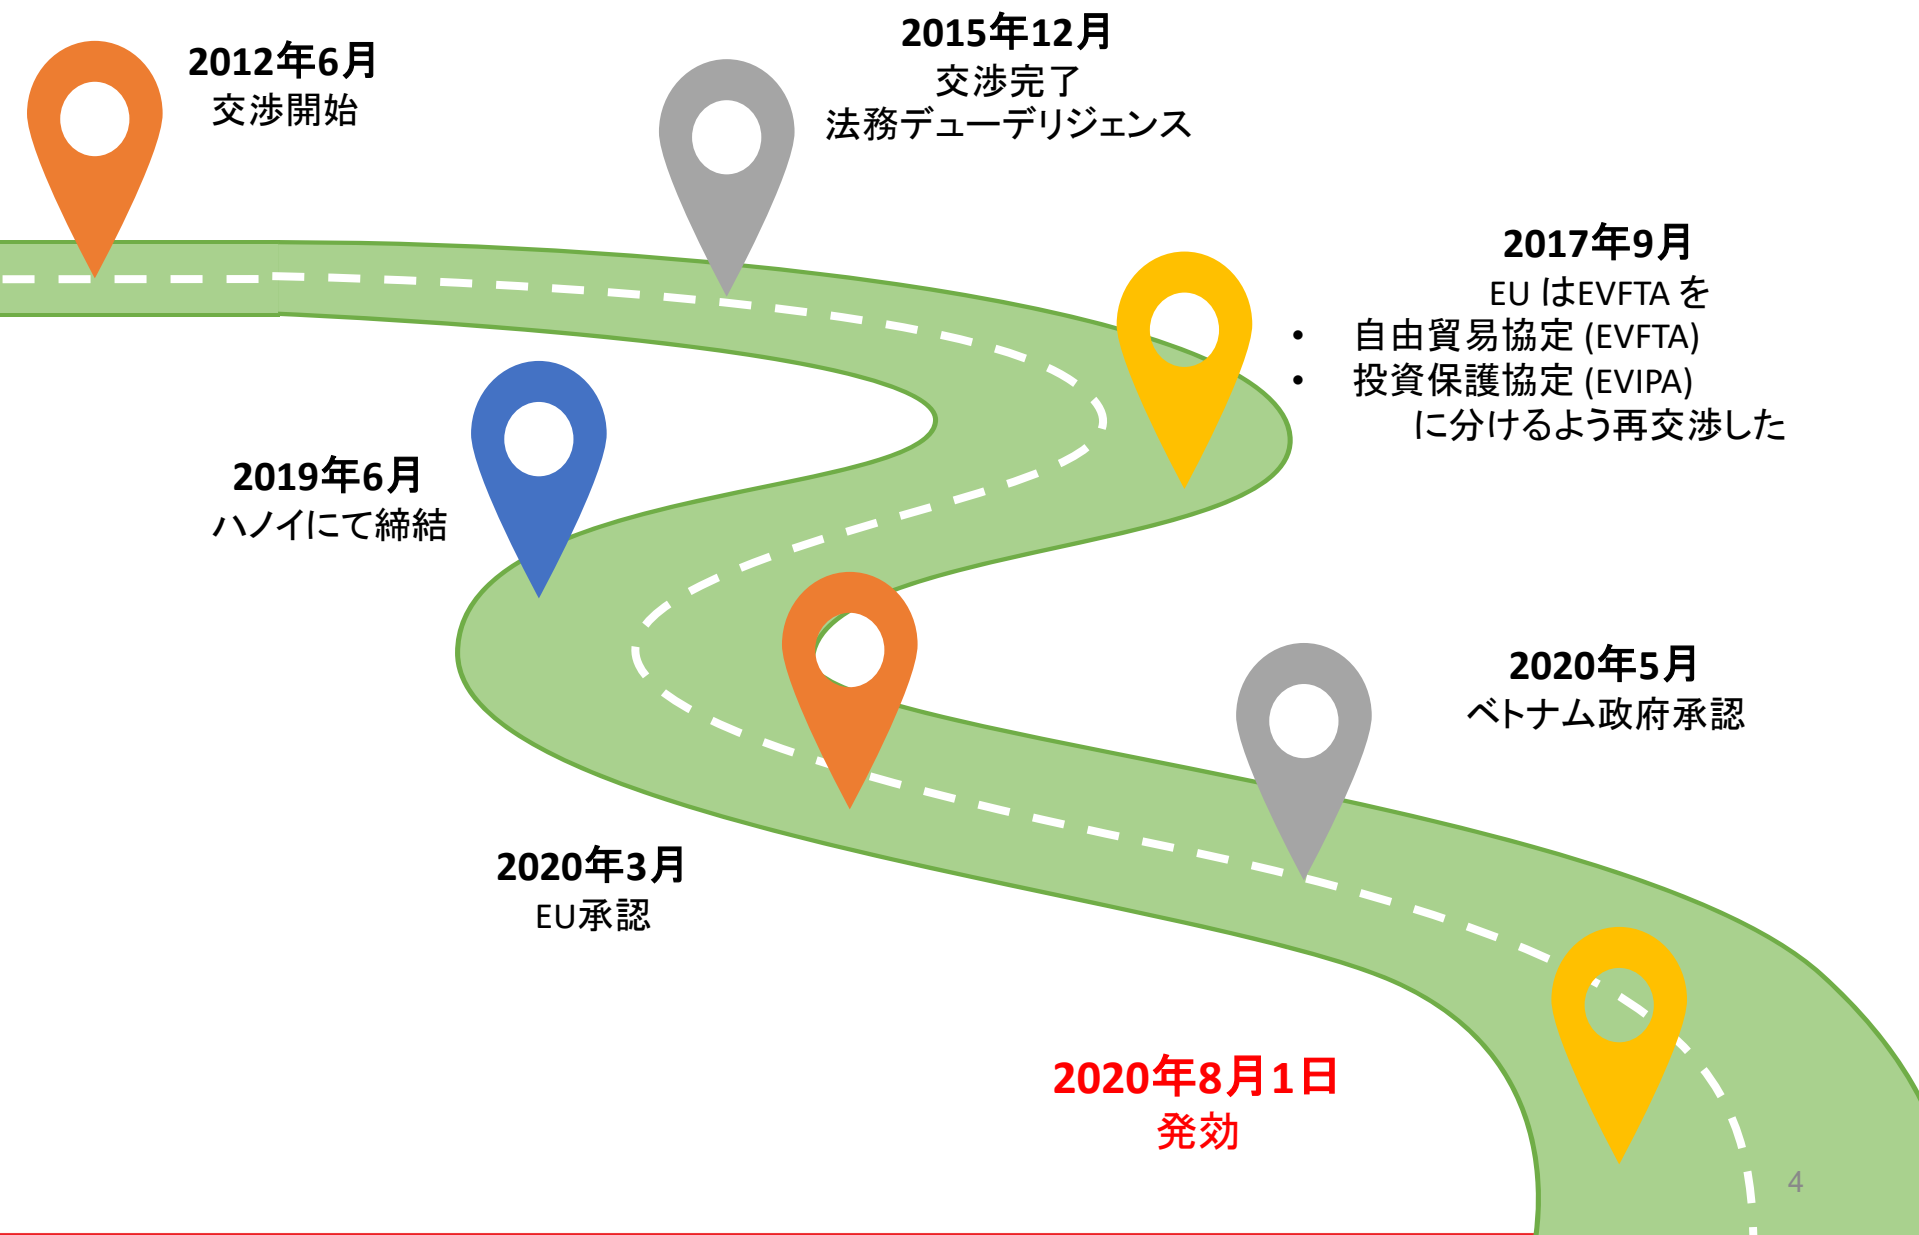 2012年6月
交渉開始
2015年12月
交渉完了
法務デューデリジェンス
2017年9月
EU はEVFTA を
• 自由貿易協定 (EVFTA)
• 投資保護協定 (EVIPA)
に分けるよう再交渉した
2019年6月
ハノイにて締結
2020年3月
EU承認
2020年5月
ベトナム政府承認
2020年8月1日
発効
4